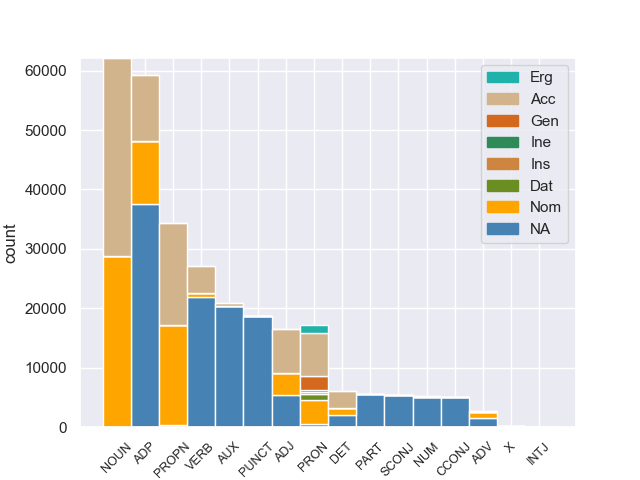 60000
50000
40000
30000
20000
10000
0
count
NOUN
ADP
PROPN
VERB
AUX
PUNCT
ADJ
PRON
DET
PART
SCONJ
NUM
CCONJ
ADV
X
INTJ
Erg
Acc
Gen
Ine
Ins
Dat
Nom
NA